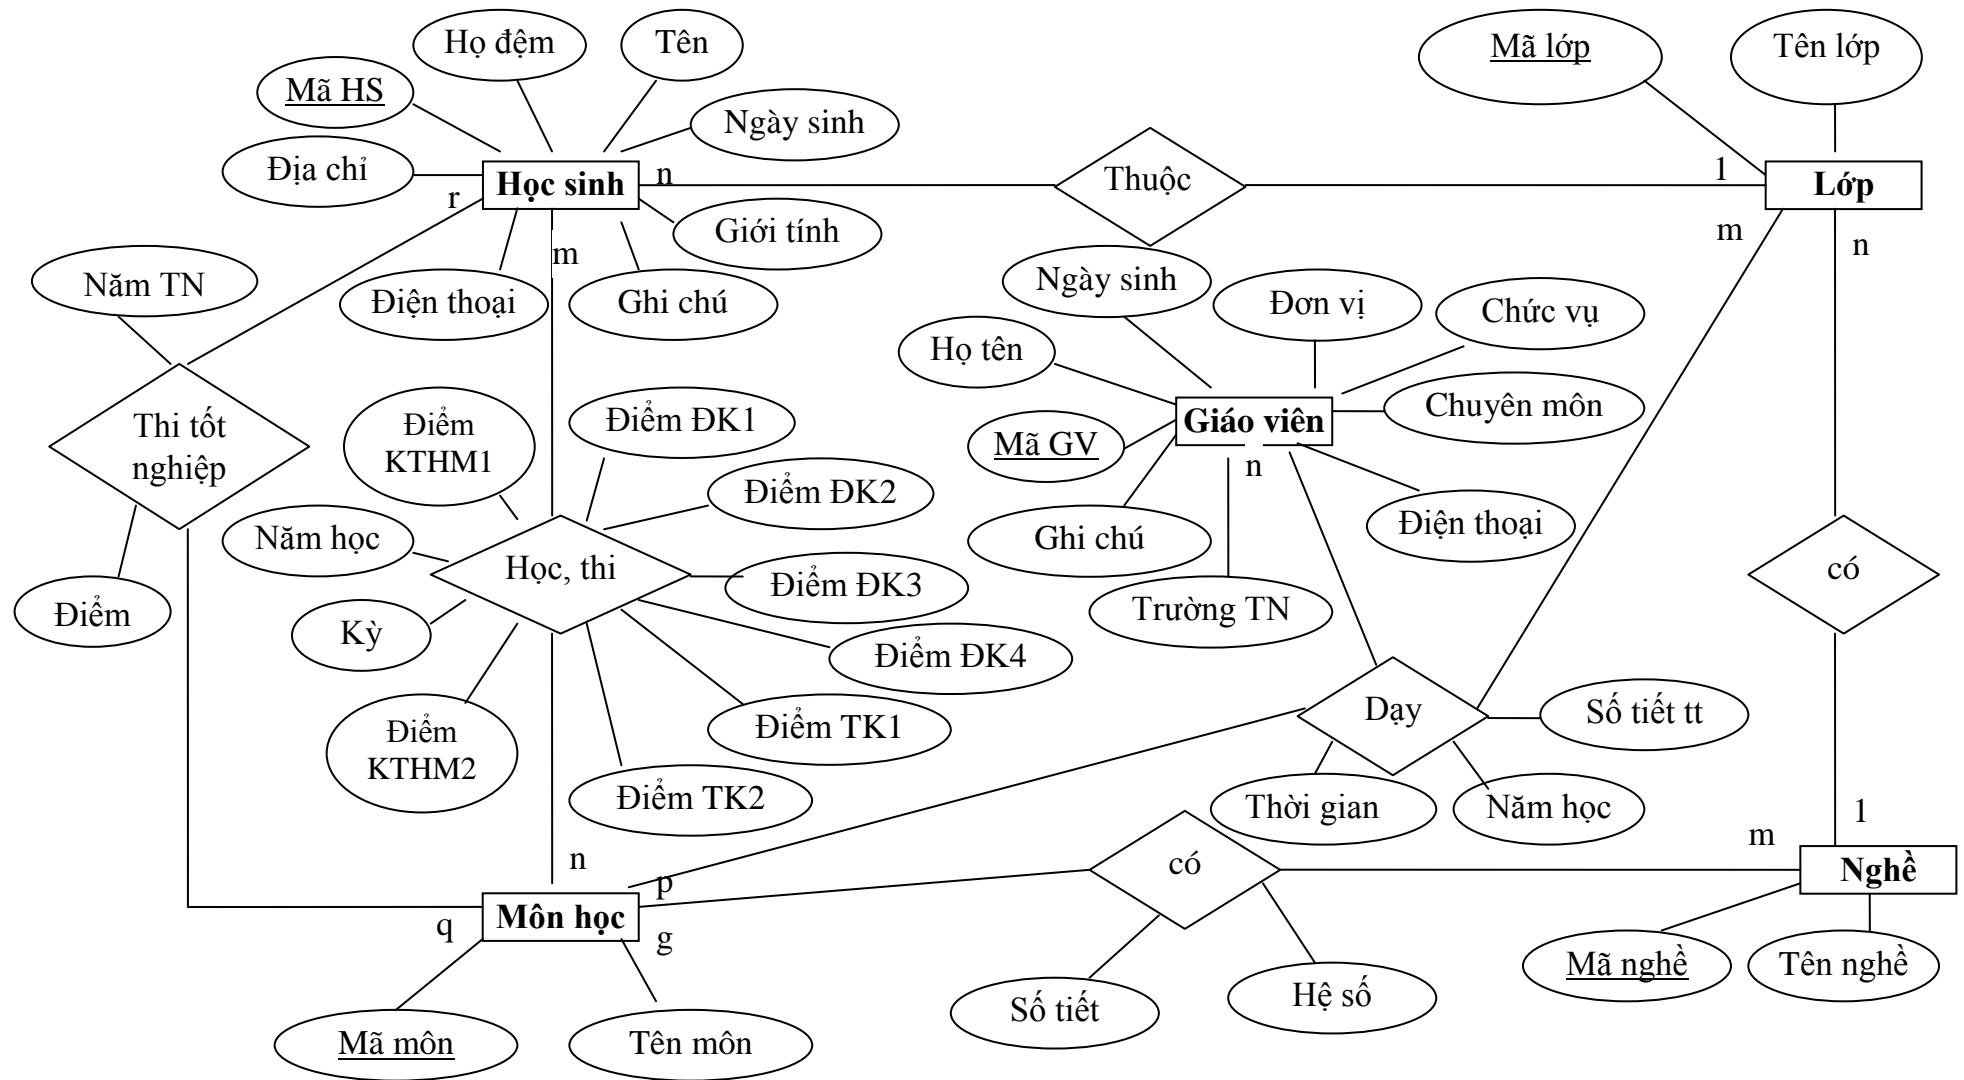 Họ đệm
Tên
Mã lớp
Tên lớp
Mã HS
Ngày sinh
Địa chỉ
Học sinh
n
Thuộc
1
Lớp
r
Giới tính
m
n
m
Năm TN
Điện thoại
Ghi chú
Ngày sinh
Đơn vị
Chức vụ
Họ tên
Chuyên môn
Giáo viên
Mã GV
n
Thi tốt
nghiệp
Điểm
KTHM1
Điểm ĐK1
Điểm ĐK2
Ghi chú
Điện thoại
Năm học
Học, thi
Điểm ĐK3
có
Điểm
Kỳ
Trường TN
Điểm ĐK4
Dạy
Số tiết tt
Điểm
KTHM2
Điểm TK1
Điểm TK2
Thời gian
Năm học
1
m
n
p
có
Nghề
Môn học
q
g
Mã nghề
Tên nghề
Số tiết
Hệ số
Mã môn
Tên môn